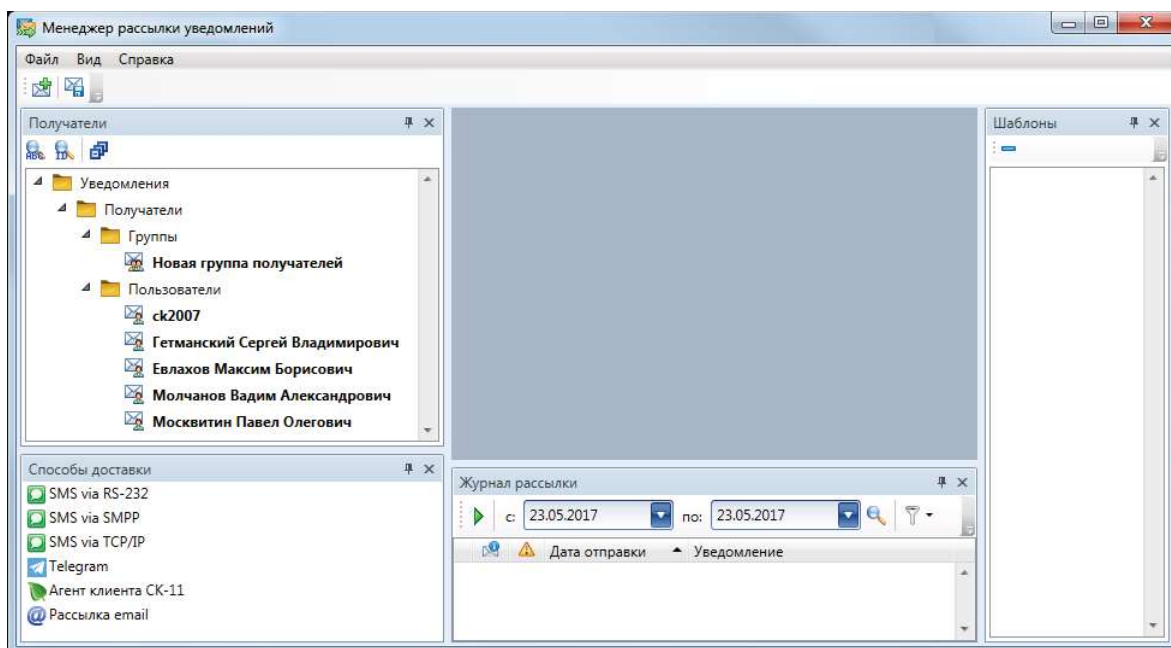 Менеджер рассылки уведомлений
Файл Вид Справка
Получатели
ABC ID
Уведомления
Получатели
Группы
Новая группа получателей
Пользователи
ck2007
Гетманский Сергей Владимирович
Евлахов Максим Борисович
Молчанов Вадим Александрович
Москвитин Павел Олегович
Способы доставки
SMS via RS-232
SMS via SMPP
SMS via TCP/IP
Telegram
Агент клиента СК-11
Рассылка email
Журнал рассылки
с: 23.05.2017 по: 23.05.2017
Дата отправки Уведомление
Шаблоны